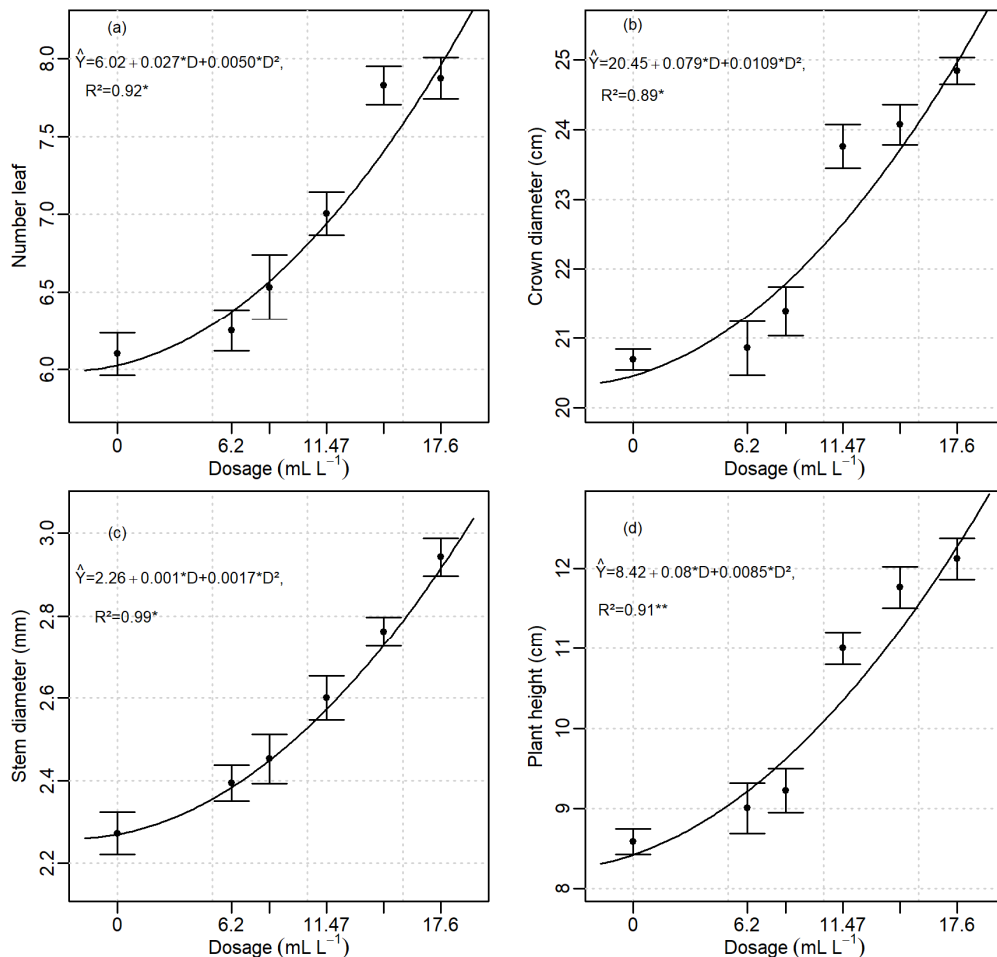 (a)
Ŷ=6.02+0.027*D+0.0050*D²,
R²=0.92*
Number leaf
8.0
7.5
7.0
6.5
6.0
0 6.2 11.47 17.6
Dosage (mL L⁻¹)
(b)
Ŷ=20.45+0.079*D+0.0109*D²,
R²=0.89*
Crown diameter (cm)
25
24
23
22
21
20
0 6.2 11.47 17.6
Dosage (mL L⁻¹)
(c)
Ŷ=2.26+0.001*D+0.0017*D²,
R²=0.99*
Stem diameter (mm)
3.0
2.8
2.6
2.4
2.2
0 6.2 11.47 17.6
Dosage (mL L⁻¹)
(d)
Ŷ=8.42+0.08*D+0.0085*D²,
R²=0.91**
Plant height (cm)
12
11
10
9
8
0 6.2 11.47 17.6
Dosage (mL L⁻¹)